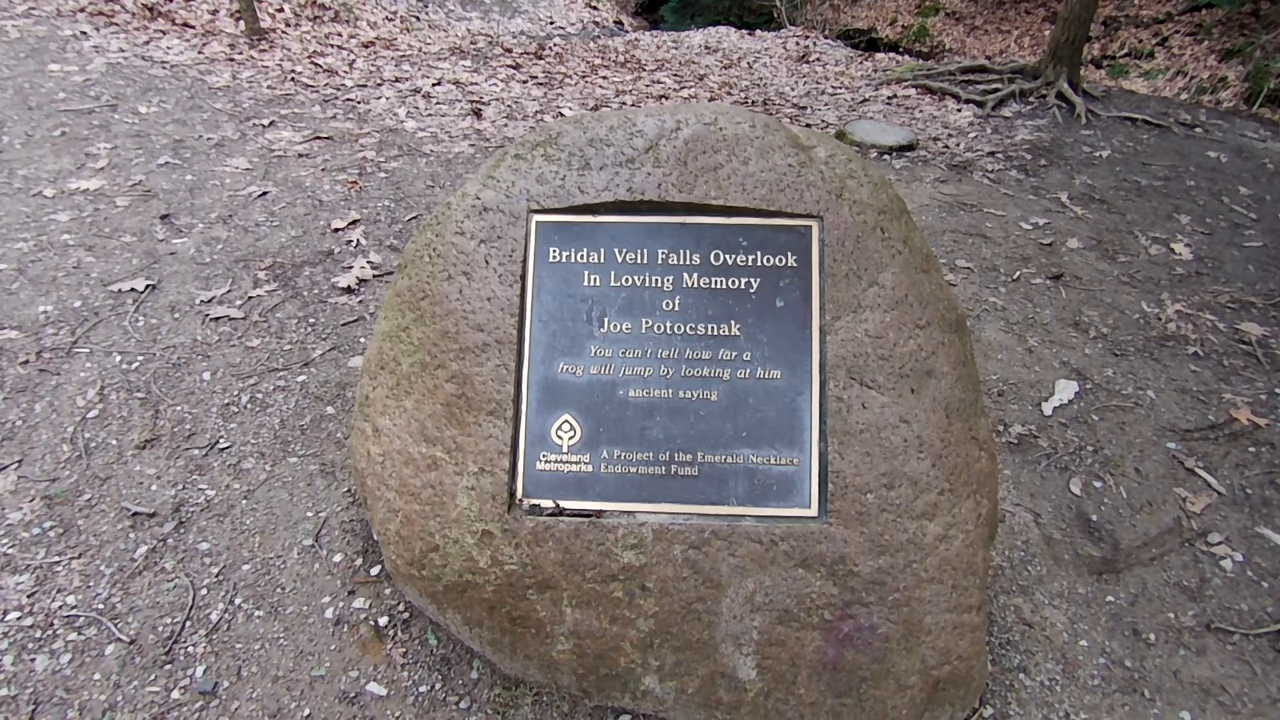 Bridal Veil Falls Overlook
In Loving Memory
of
Joe Potocsnak
You can't tell how far a
frog will jump by looking at him
- ancient saying
Cleveland
Metroparks
A Project of the Emerald Necklace
Endowment Fund